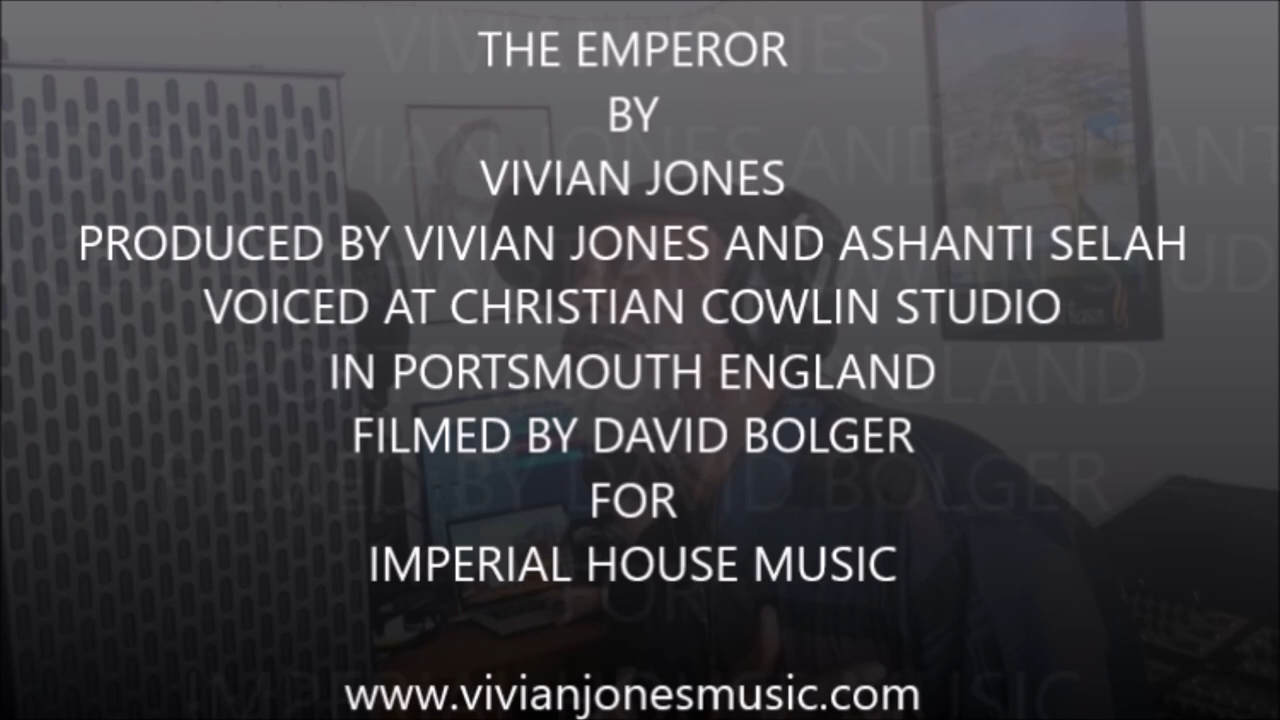 THE EMPEROR
BY
VIVIAN JONES
PRODUCED BY VIVIAN JONES AND ASHANTI SELAH
VOICED AT CHRISTIAN COWLIN STUDIO
IN PORTSMOUTH ENGLAND
FILMED BY DAVID BOLGER
FOR
IMPERIAL HOUSE MUSIC
www.vivianjonesmusic.com